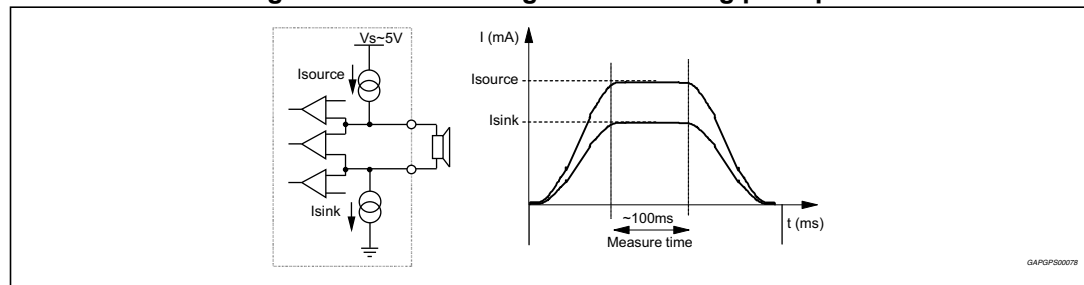 Vs~5V
Isource
Isink
I (mA)
Isource
Isink
~100ms
Measure time
t (ms)
GAPGPS00078